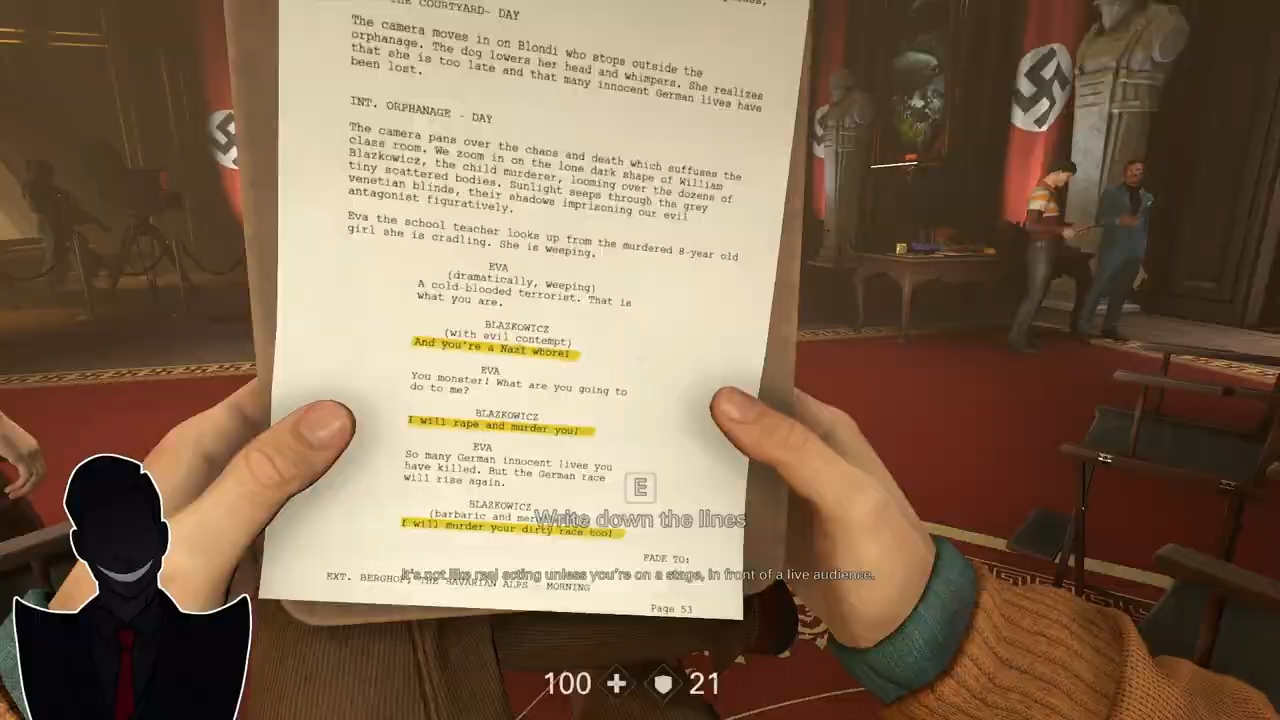 THE COURTYARD- DAY
The camera moves in on Blondi who stops outside the
orphanage. The dog lowers her head and whimpers. She realizes
that she is too late and that many innocent German lives have
been lost.
INT. ORPHANAGE - DAY
The camera pans over the chaos and death which suffuses the
class room. We zoom in on the lone dark shape of William
Blazkowicz, the child murderer, looming over the dozens of
tiny scattered bodies. Sunlight seeps through the grey
venetian blinds, their shadows imprisoning our evil
antagonist figuratively.
Eva the school teacher looks up from the murdered 8-year old
girl she is cradling. She is weeping.
EVA
(dramatically, weeping)
A cold-blooded terrorist. That is
what you are.
BLAZKOWICZ
(with evil contempt)
And you're a Nazi whore!
EVA
You monster! What are you going to
do to me?
BLAZKOWICZ
I will rape and murder you!
EVA
So many German innocent lives you
have killed. But the German race
will rise again.
BLAZKOWICZ
(barbaric and
I will murder your dirty race too!
E
Write down the lines
FADE TO:
It's not like real acting unless you're on a stage, in front of a live audience.
EXT. BERGHOF, THE BAVARIAN ALPS - MORNING
Page 53
100
21